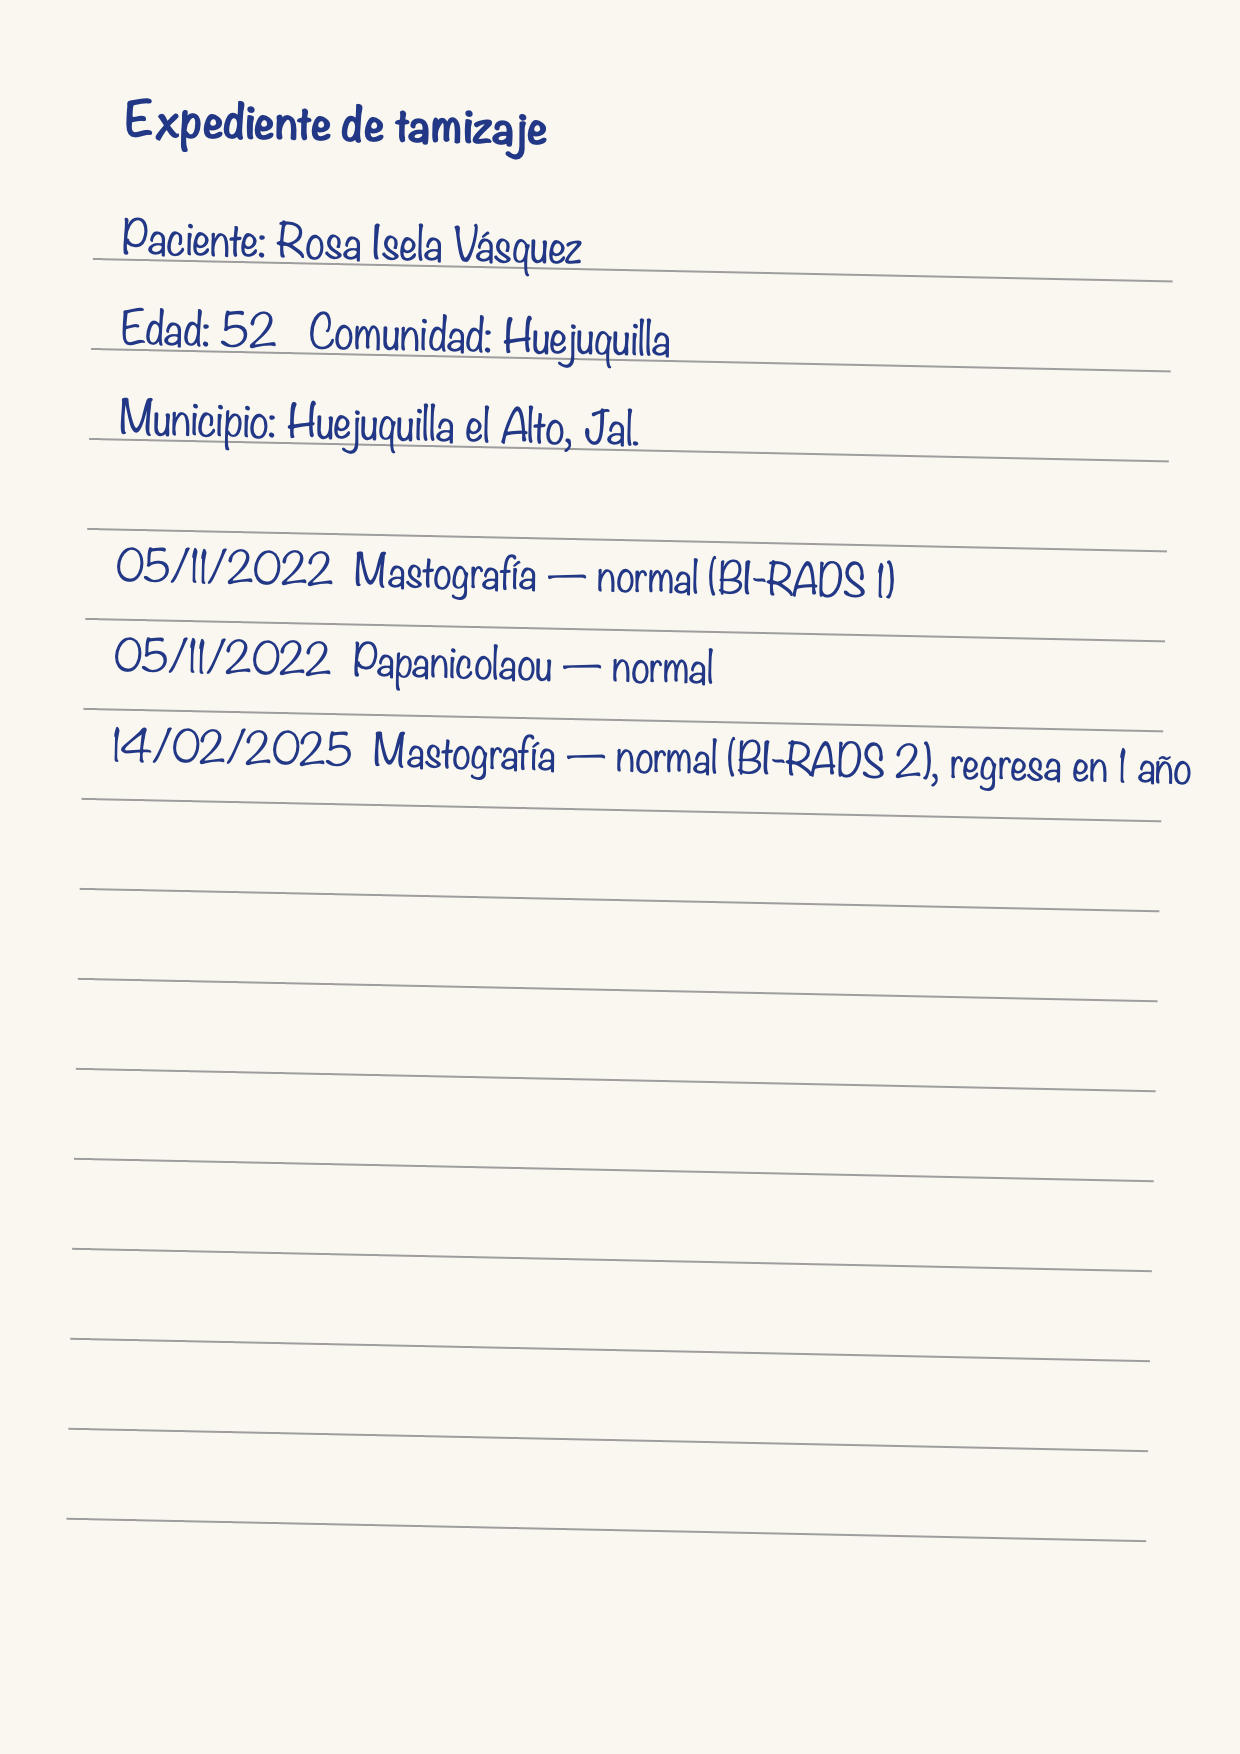 Expediente de tamizaje
Paciente: Rosa Isela Vásquez
Edad: 52 Comunidad: Huejuquilla
Municipio: Huejuquilla el Alto, Jal.
05/11/2022 Mastografía — normal (BI-RADS 1)
05/11/2022 Papanicolaou — normal
14/02/2025 Mastografía — normal (BI-RADS 2), regresa en 1 año